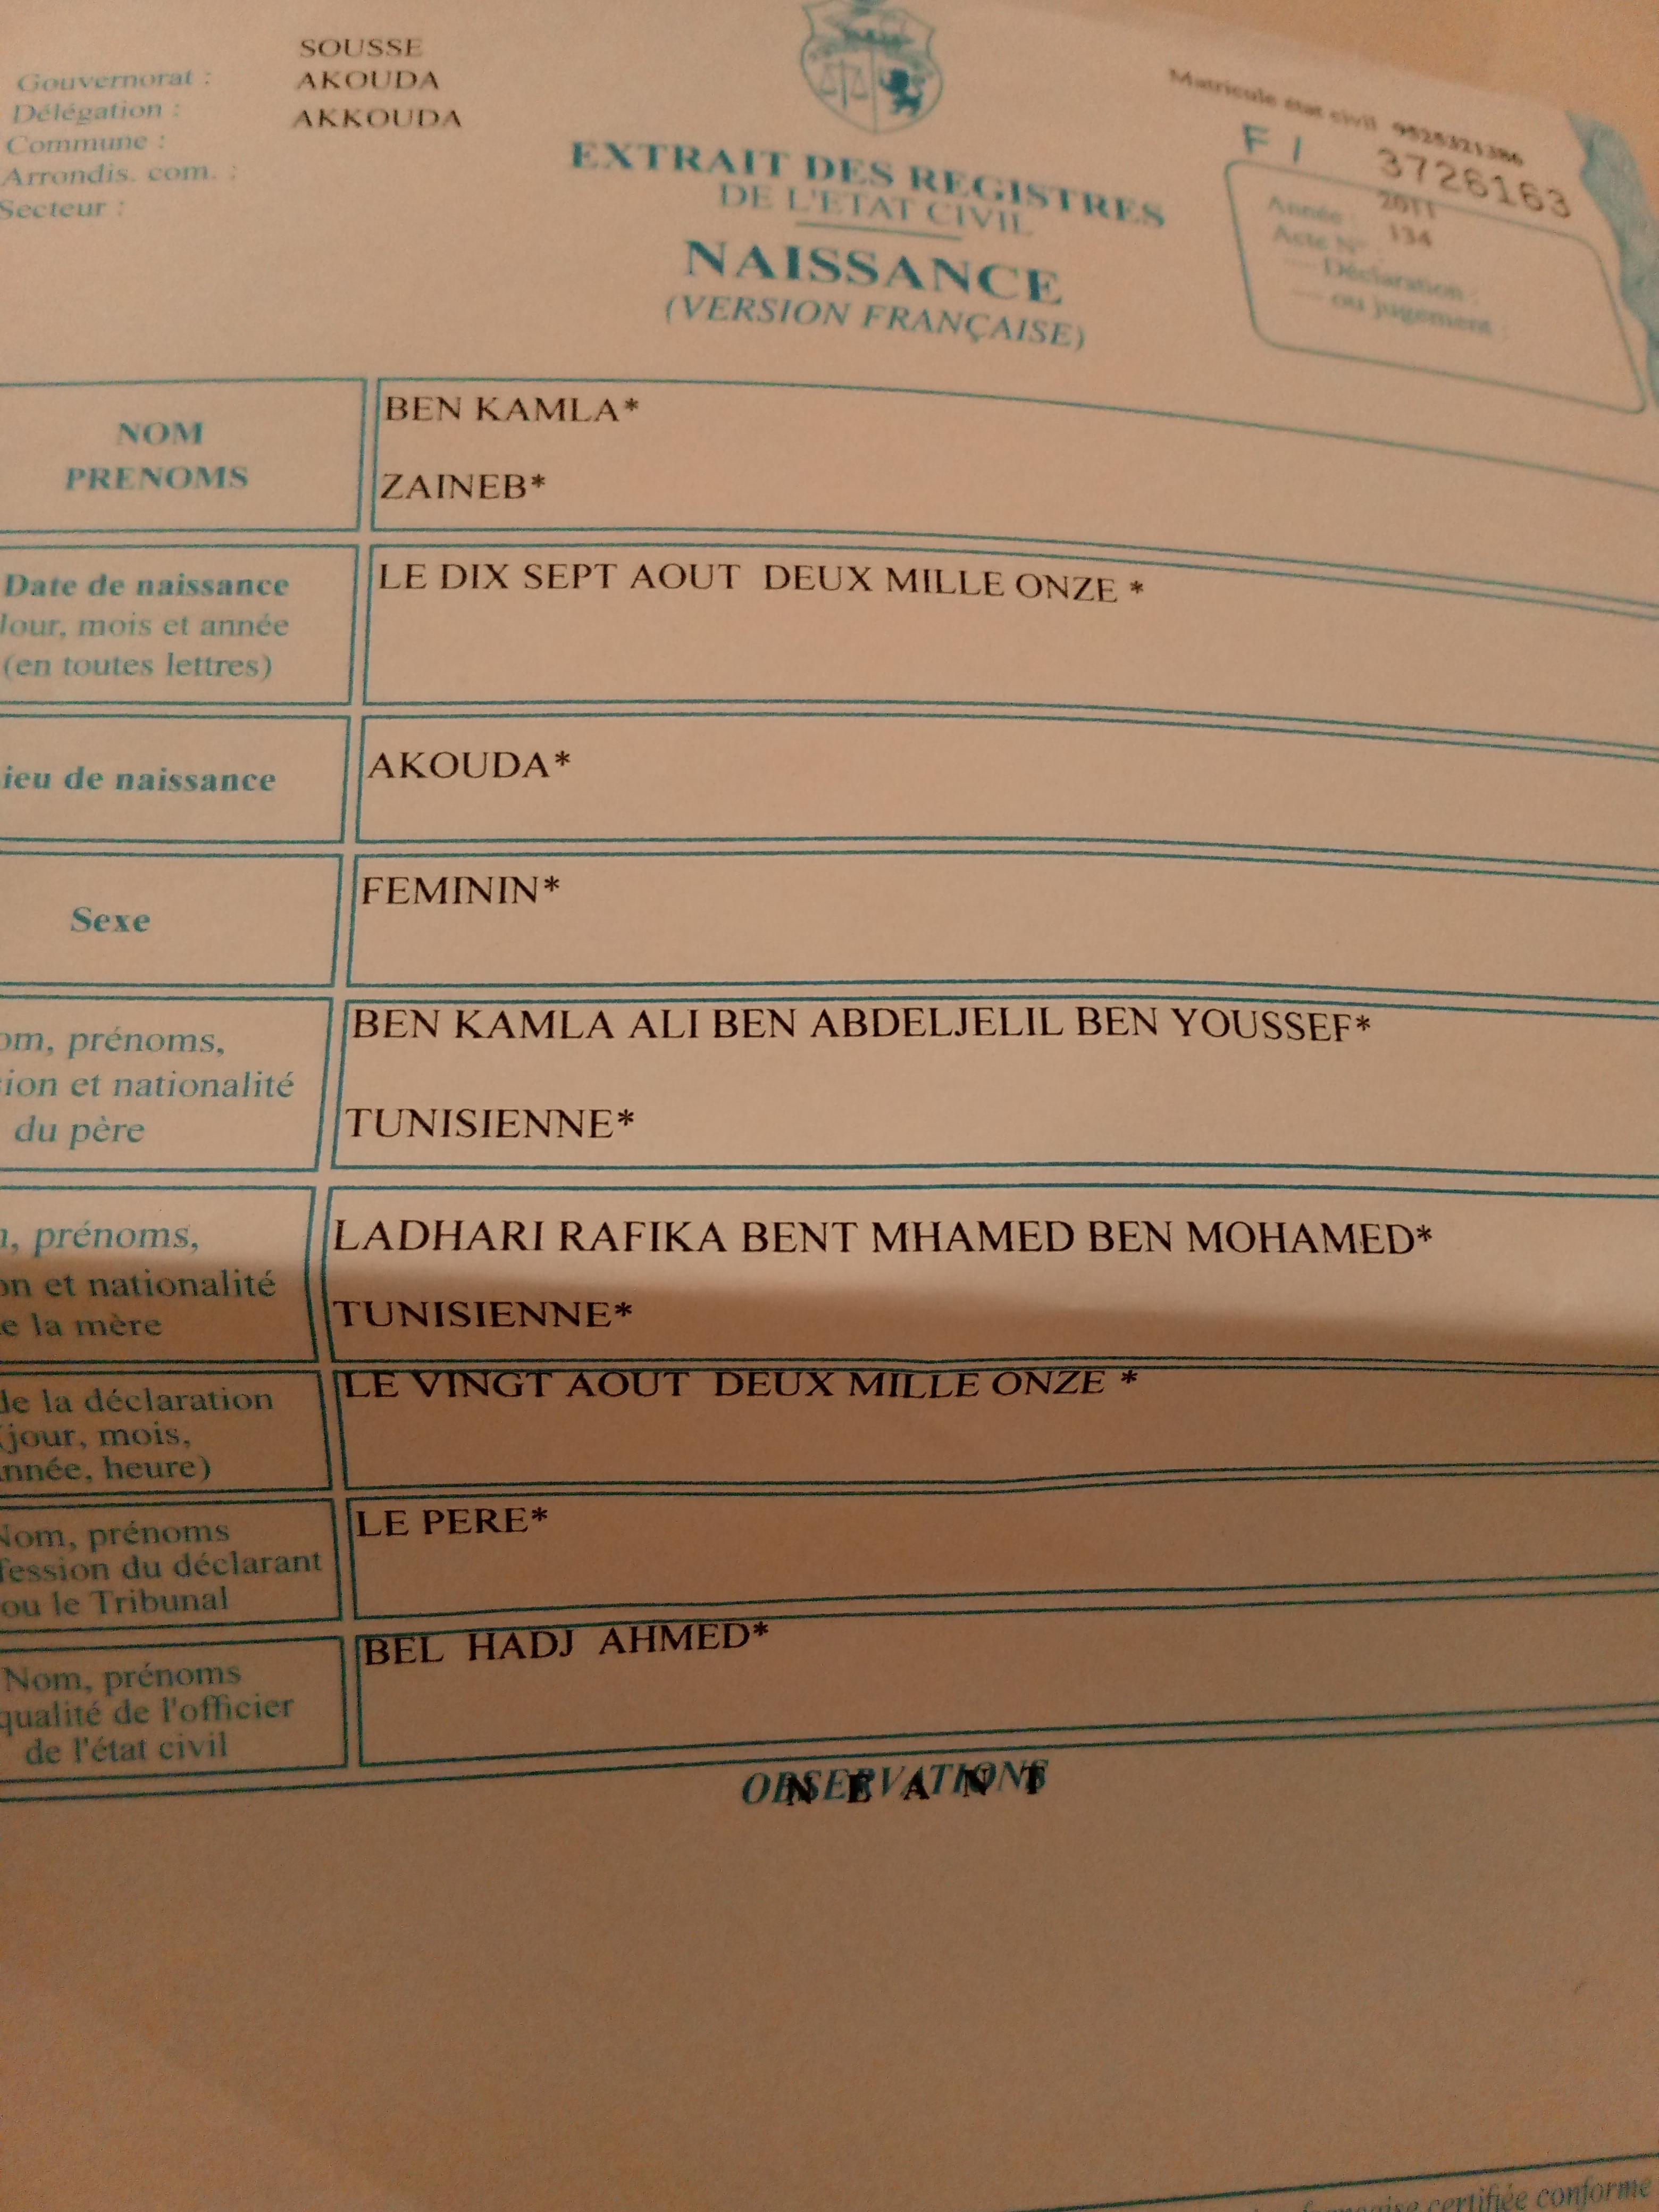 SOUSSE
Gouvernorat : AKOUDA
Délégation : AKKOUDA
Commune :
Arrondis. com. :
Secteur :
EXTRAIT DES REGISTRES
DE L'ETAT CIVIL
NAISSANCE
(VERSION FRANÇAISE)
Matricule état civil
F I 3726163
Année : 2011
Acte N° : 134
— Déclaration :
— ou jugement :
NOM BEN KAMLA*
PRENOMS ZAINEB*
Date de naissance LE DIX SEPT AOUT DEUX MILLE ONZE *
Jour, mois et année
(en toutes lettres)
ieu de naissance AKOUDA*
Sexe FEMININ*
om, prénoms, BEN KAMLA ALI BEN ABDELJELIL BEN YOUSSEF*
ion et nationalité
du père TUNISIENNE*
, prénoms, LADHARI RAFIKA BENT MHAMED BEN MOHAMED*
on et nationalité
e la mère TUNISIENNE*
de la déclaration LE VINGT AOUT DEUX MILLE ONZE *
(jour, mois,
nnée, heure)
Nom, prénoms LE PERE*
fession du déclarant
ou le Tribunal
Nom, prénoms BEL HADJ AHMED*
qualité de l'officier
de l'état civil
OBSERVATIONS
N E A N T
certifiée conforme